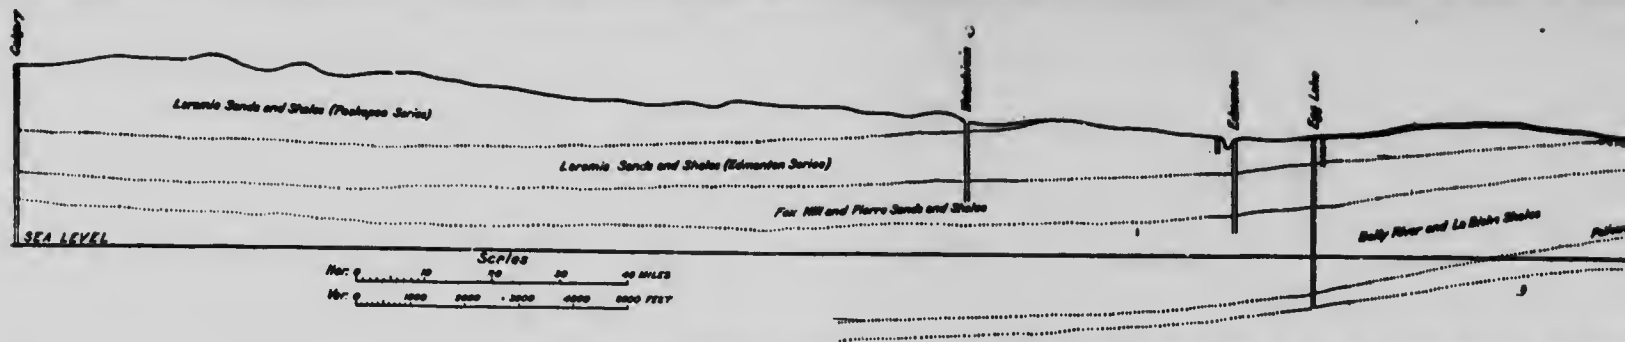 Calgary
Wetaskiwin
Edmonton
Egg Lake
Laramie Sands and Shales (Paskapoo Series)
Laramie Sands and Shales (Edmonton Series)
Fox Hill and Pierre Sands and Shales
Belly River and La Biche Shales
SEA LEVEL
Scales
Hor. 0 10 20 30 40 MILES
Ver. 0 1000 2000 3000 4000 5000 FEET